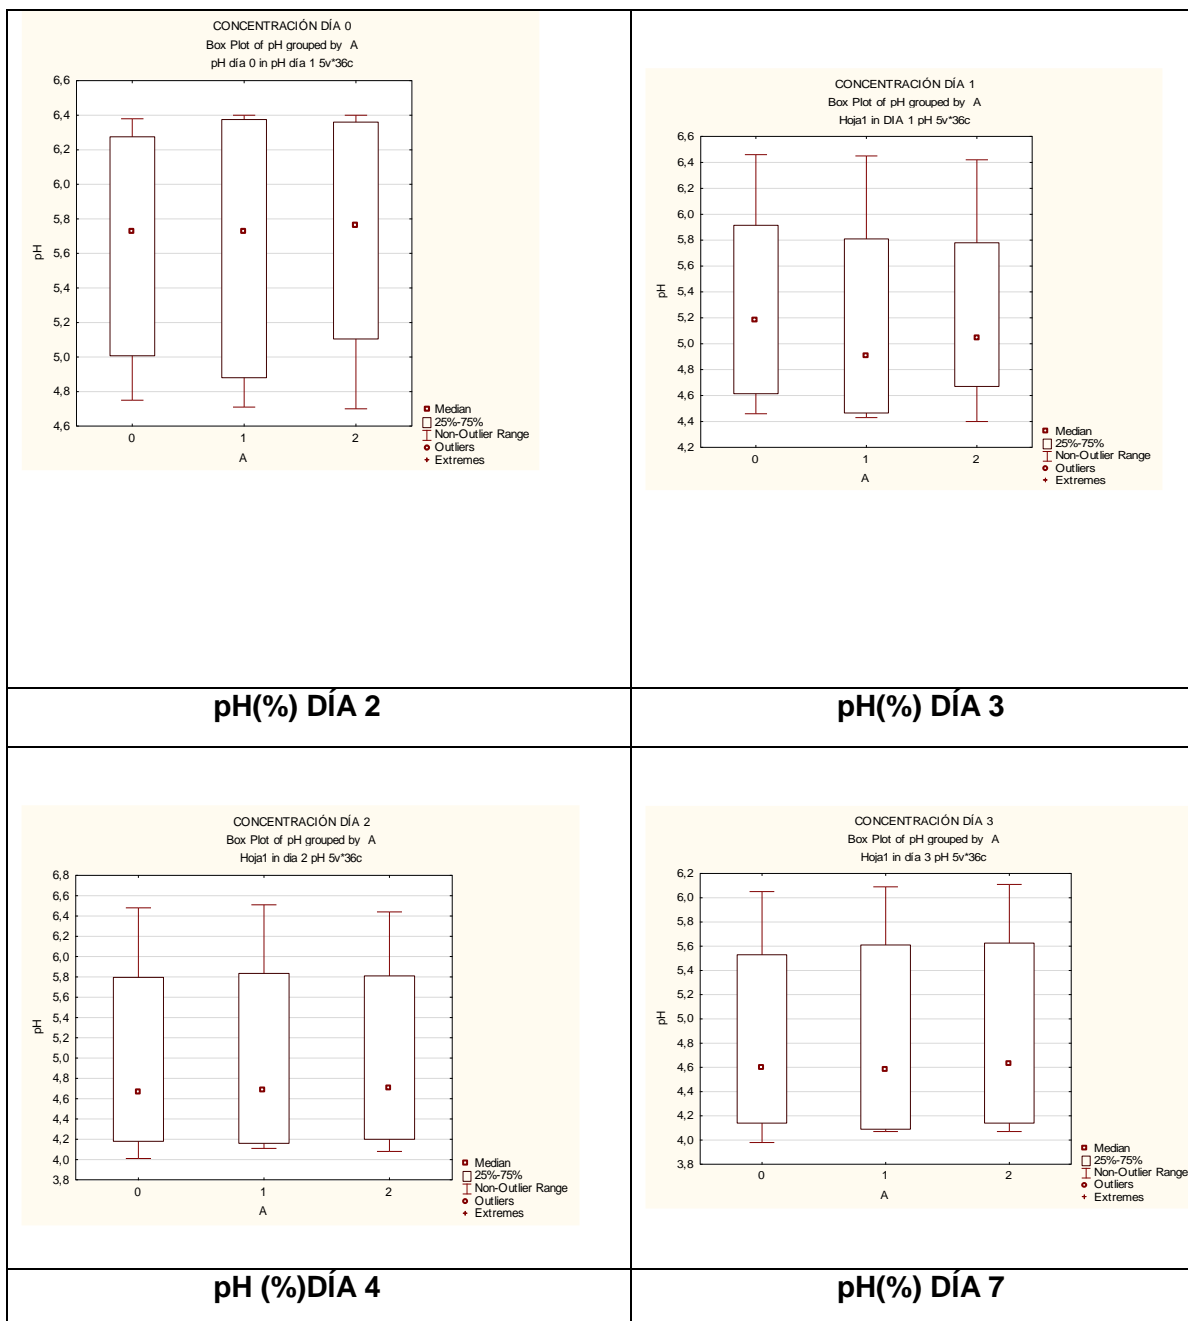 CONCENTRACIÓN DÍA 0
Box Plot of pH grouped by A
pH día 0 in pH día 1 5v*36c
6,6
6,4
6,2
6,0
5,8
5,6
5,4
5,2
5,0
4,8
4,6
pH
0 1 2
A
Median
25%-75%
Non-Outlier Range
Outliers
Extremes
CONCENTRACIÓN DÍA 1
Box Plot of pH grouped by A
Hoja1 in DIA 1 pH 5v*36c
6,6
6,4
6,2
6,0
5,8
5,6
5,4
5,2
5,0
4,8
4,6
4,4
4,2
pH
0 1 2
A
Median
25%-75%
Non-Outlier Range
Outliers
Extremes
pH(%) DÍA 2
pH(%) DÍA 3
CONCENTRACIÓN DÍA 2
Box Plot of pH grouped by A
Hoja1 in dia 2 pH 5v*36c
6,8
6,6
6,4
6,2
6,0
5,8
5,6
5,4
5,2
5,0
4,8
4,6
4,4
4,2
4,0
3,8
pH
0 1 2
A
Median
25%-75%
Non-Outlier Range
Outliers
Extremes
CONCENTRACIÓN DÍA 3
Box Plot of pH grouped by A
Hoja1 in día 3 pH 5v*36c
6,2
6,0
5,8
5,6
5,4
5,2
5,0
4,8
4,6
4,4
4,2
4,0
3,8
pH
0 1 2
A
Median
25%-75%
Non-Outlier Range
Outliers
Extremes
pH (%)DÍA 4
pH(%) DÍA 7